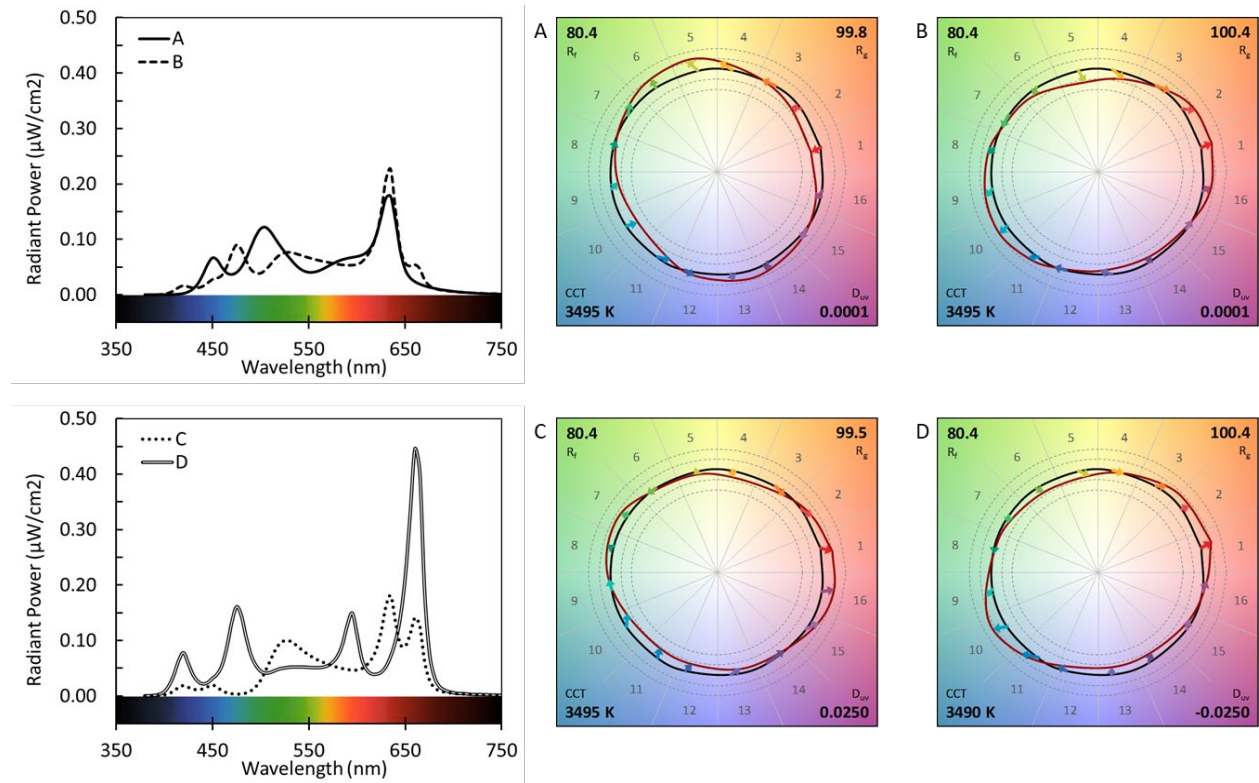 0.50
0.40
0.30
0.20
0.10
0.00
Radiant Power (µW/cm2)
A
B
350 450 550 650 750
Wavelength (nm)
A
80.4
Rf
99.8
Rg
1
2
3
4
5
6
7
8
9
10
11
12
13
14
15
16
CCT
3495 K
Duv
0.0001
B
80.4
Rf
100.4
Rg
1
2
3
4
5
6
7
8
9
10
11
12
13
14
15
16
CCT
3495 K
Duv
0.0001
0.50
0.40
0.30
0.20
0.10
0.00
Radiant Power (µW/cm2)
C
D
350 450 550 650 750
Wavelength (nm)
C
80.4
Rf
99.5
Rg
1
2
3
4
5
6
7
8
9
10
11
12
13
14
15
16
CCT
3495 K
Duv
0.0250
D
80.4
Rf
100.4
Rg
1
2
3
4
5
6
7
8
9
10
11
12
13
14
15
16
CCT
3490 K
Duv
-0.0250